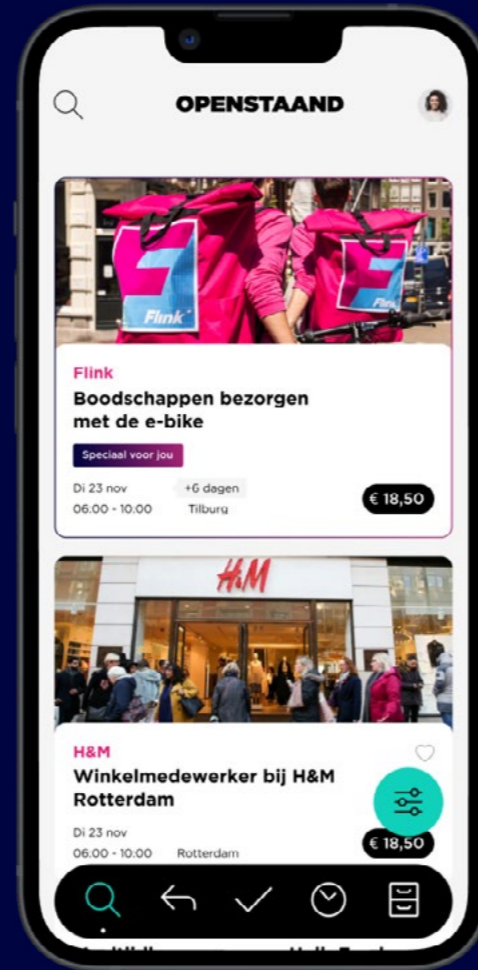 OPENSTAAND
Flink
Flink
Flink
Boodschappen bezorgen
met de e-bike
Speciaal voor jou
Di 23 nov +6 dagen
06:00 - 10:00 Tilburg
€ 18,50
H&M
H&M
Winkelmedewerker bij H&M
Rotterdam
Di 23 nov
06:00 - 10:00 Rotterdam
€ 18,50